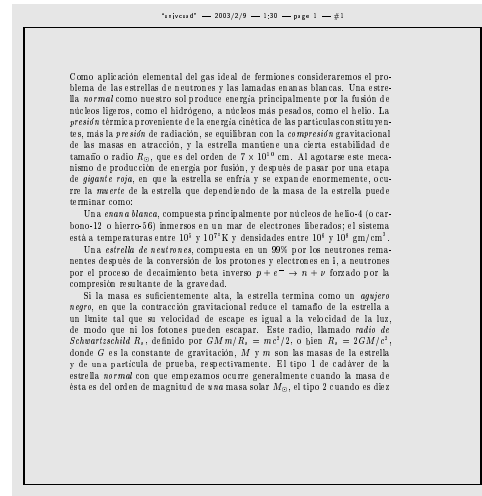 "usjvcuad" — 2003/2/9 — 1:30 — page 1 — #1
Como aplicación elemental del gas ideal de fermiones consideraremos el pro-
blema de las estrellas de neutrones y las lamadas enanas blancas. Una estre-
lla normal como nuestro sol produce energía principalmente por la fusión de
núcleos ligeros, como el hidrógeno, a núcleos más pesados, como el helio. La
presión térmica proveniente de la energía cinética de las partículas constituyen-
tes, más la presión de radiación, se equilibran con la compresión gravitacional
de las masas en atracción, y la estrella mantiene una cierta estabilidad de
tamaño o radio R☉, que es del orden de 7 × 10¹⁰ cm. Al agotarse este meca-
nismo de producción de energía por fusión, y después de pasar por una etapa
de gigante roja, en que la estrella se enfría y se expande enormemente, ocu-
rre la muerte de la estrella que dependiendo de la masa de la estrella puede
terminar como:
Una enana blanca, compuesta principalmente por núcleos de helio-4 (o car-
bono-12 o hierro-56) inmersos en un mar de electrones liberados; el sistema
está a temperaturas entre 10⁵ y 10⁷°K y densidades entre 10⁶ y 10⁸ gm/cm³.
Una estrella de neutrones, compuesta en un 99% por los neutrones rema-
nentes después de la conversión de los protones y electrones en i, a neutrones
por el proceso de decaimiento beta inverso p + e⁻ → n + ν forzado por la
compresión resultante de la gravedad.
Si la masa es suficientemente alta, la estrella termina como un agujero
negro, en que la contracción gravitacional reduce el tamaño de la estrella a
un límite tal que su velocidad de escape es igual a la velocidad de la luz,
de modo que ni los fotones pueden escapar. Este radio, llamado radio de
Schwartzschild Rₛ, definido por GMm/Rₛ = mc²/2, o bien Rₛ = 2GM/c²,
donde G es la constante de gravitación, M y m son las masas de la estrella
y de una partícula de prueba, respectivamente. El tipo 1 de cadáver de la
estrella normal con que empezamos ocurre generalmente cuando la masa de
ésta es del orden de magnitud de una masa solar M☉, el tipo 2 cuando es diez